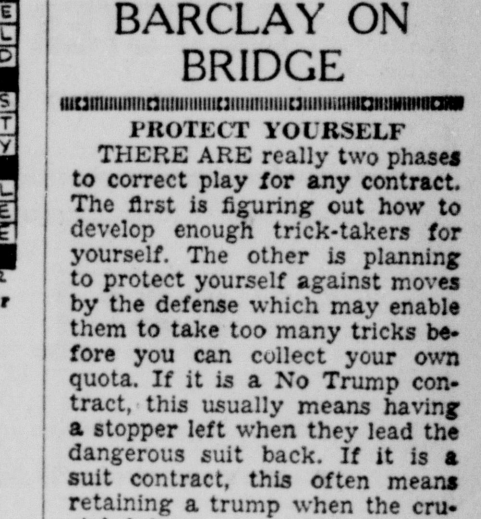 E
L
D
S
T
Y
L
E
E
r
BARCLAY ON
BRIDGE
PROTECT YOURSELF
THERE ARE really two phases
to correct play for any contract.
The first is figuring out how to
develop enough trick-takers for
yourself. The other is planning
to protect yourself against moves
by the defense which may enable
them to take too many tricks be-
fore you can collect your own
quota. If it is a No Trump con-
tract, this usually means having
a stopper left when they lead the
dangerous suit back. If it is a
suit contract, this often means
retaining a trump when the cru-